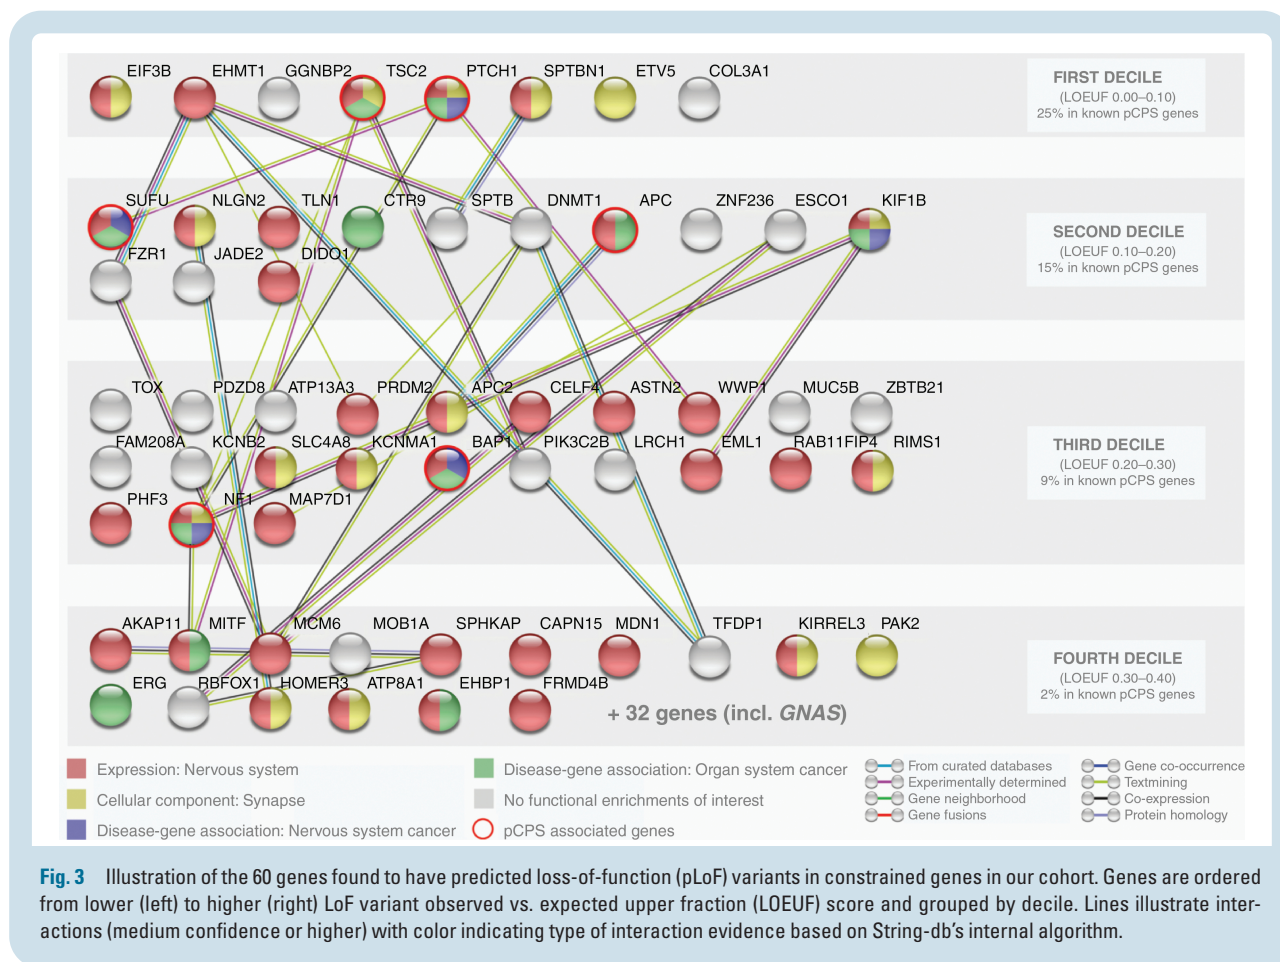 EIF3B EHMT1 GGNBP2 TSC2 PTCH1 SPTBN1 ETV5 COL3A1
FIRST DECILE
(LOEUF 0.00–0.10)
25% in known pCPS genes
SUFU NLGN2 TLN1 CTR9 SPTB DNMT1 APC ZNF236 ESCO1 KIF1B
FZR1 JADE2 DIDO1
SECOND DECILE
(LOEUF 0.10–0.20)
15% in known pCPS genes
TOX PDZD8 ATP13A3 PRDM2 APC2 CELF4 ASTN2 WWP1 MUC5B ZBTB21
FAM208A KCNB2 SLC4A8 KCNMA1 BAP1 PIK3C2B LRCH1 EML1 RAB11FIP4 RIMS1
PHF3 NF1 MAP7D1
THIRD DECILE
(LOEUF 0.20–0.30)
9% in known pCPS genes
AKAP11 MITF MCM6 MOB1A SPHKAP CAPN15 MDN1 TFDP1 KIRREL3 PAK2
ERG RBFOX1 HOMER3 ATP8A1 EHBP1 FRMD4B
+ 32 genes (incl. GNAS)
FOURTH DECILE
(LOEUF 0.30–0.40)
2% in known pCPS genes
Expression: Nervous system
Cellular component: Synapse
Disease-gene association: Nervous system cancer
Disease-gene association: Organ system cancer
No functional enrichments of interest
pCPS associated genes
From curated databases
Experimentally determined
Gene neighborhood
Gene fusions
Gene co-occurrence
Textmining
Co-expression
Protein homology
Fig. 3 Illustration of the 60 genes found to have predicted loss-of-function (pLoF) variants in constrained genes in our cohort. Genes are ordered
from lower (left) to higher (right) LoF variant observed vs. expected upper fraction (LOEUF) score and grouped by decile. Lines illustrate inter-
actions (medium confidence or higher) with color indicating type of interaction evidence based on String-db's internal algorithm.